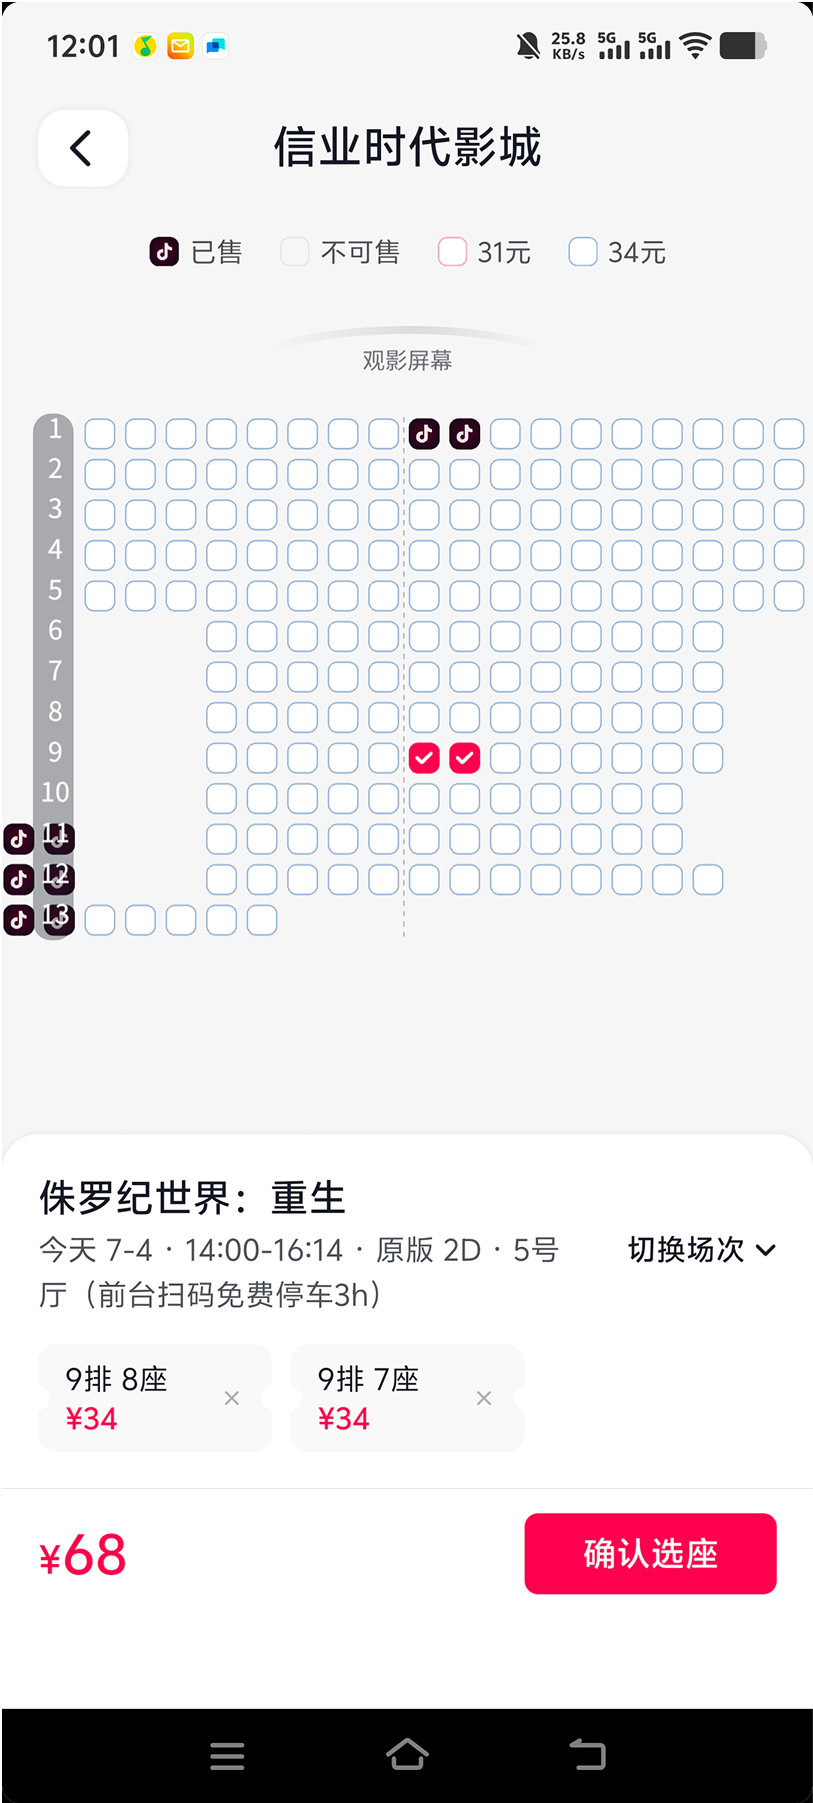 12:01 25.8 KB/s 5G 5G
信业时代影城
已售 不可售 31元 34元
观影屏幕
1
2
3
4
5
6
7
8
9
10
11
12
13
侏罗纪世界：重生
今天 7-4 · 14:00-16:14 · 原版 2D · 5号
厅（前台扫码免费停车3h）
切换场次
9排 8座
¥34
9排 7座
¥34
¥68
确认选座